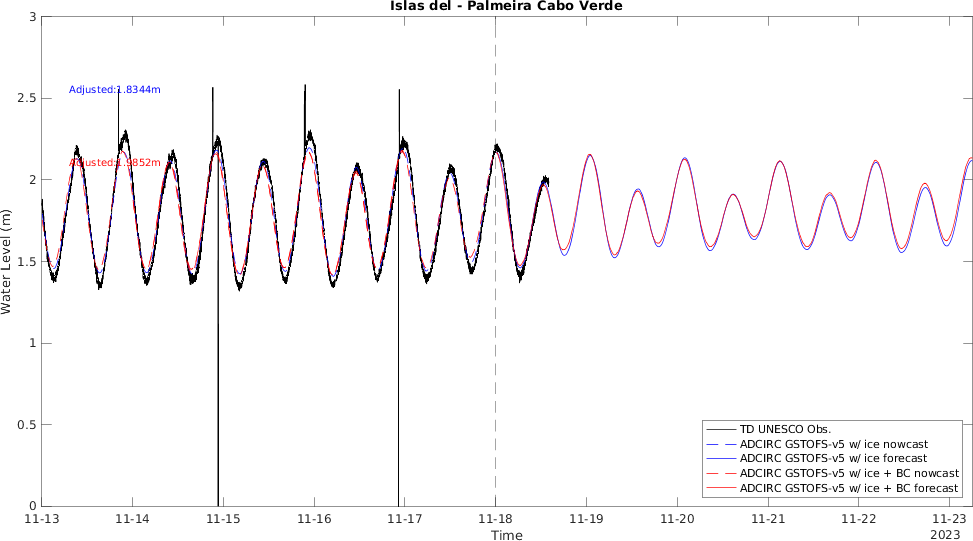 Islas del - Palmeira Cabo Verde
3
2.5
2
1.5
1
0.5
0
Water Level (m)
Adjusted:1.8344m
Adjusted:1.9852m
TD UNESCO Obs.
ADCIRC GSTOFS-v5 w/ ice nowcast
ADCIRC GSTOFS-v5 w/ ice forecast
ADCIRC GSTOFS-v5 w/ ice + BC nowcast
ADCIRC GSTOFS-v5 w/ ice + BC forecast
11-13 11-14 11-15 11-16 11-17 11-18 11-19 11-20 11-21 11-22 11-23
Time
2023